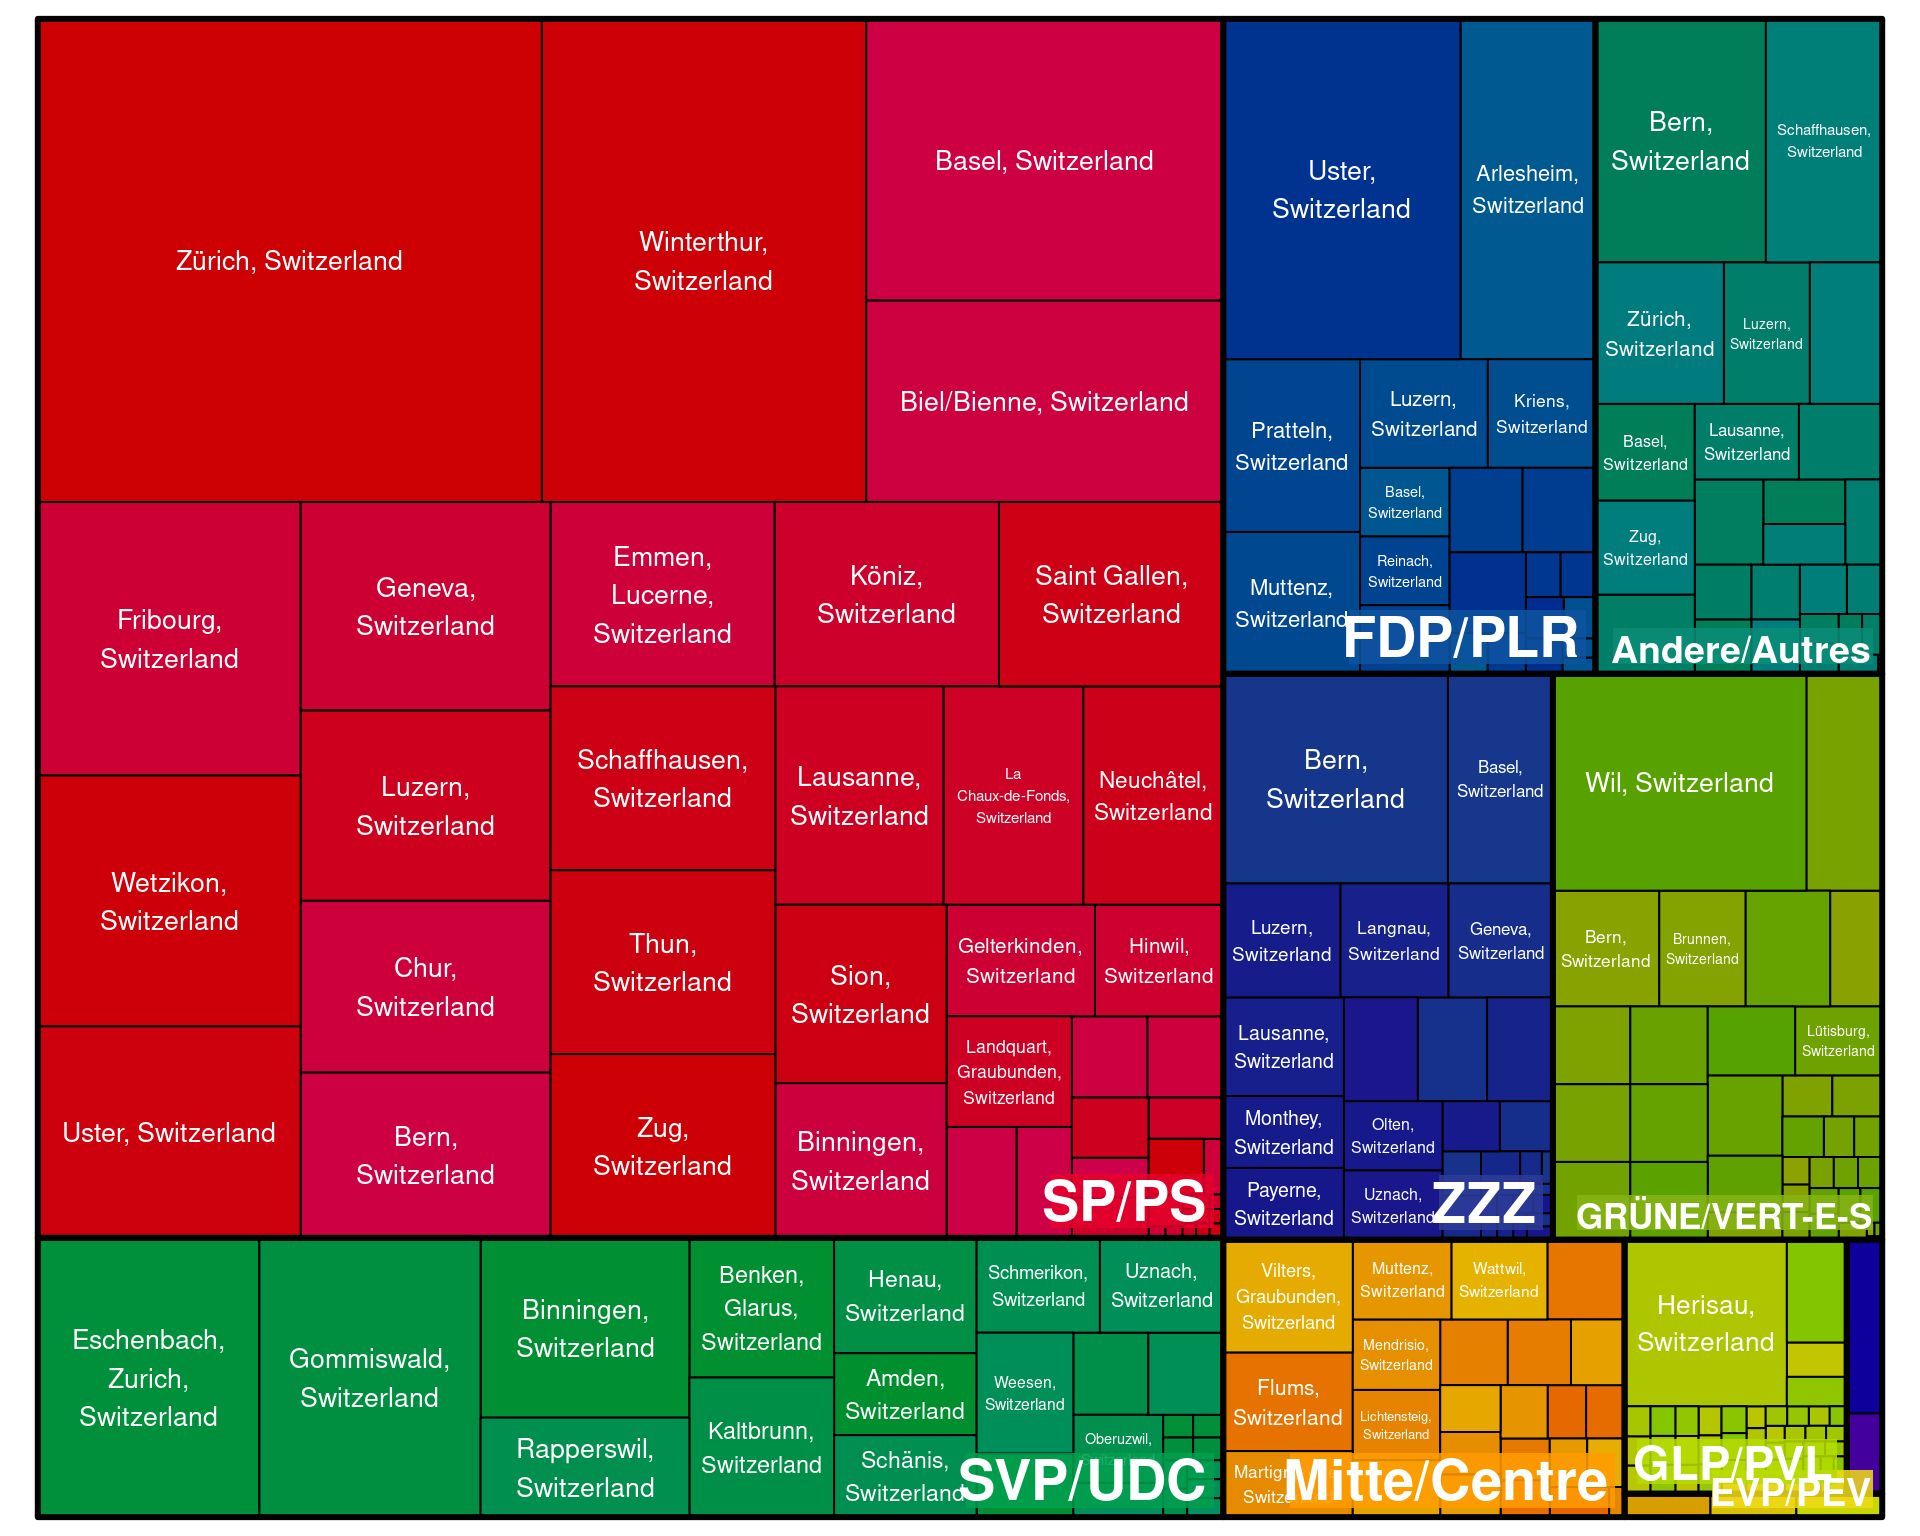 Zürich, Switzerland
Winterthur,
Switzerland
Basel, Switzerland
Biel/Bienne, Switzerland
Fribourg,
Switzerland
Wetzikon,
Switzerland
Uster, Switzerland
Geneva,
Switzerland
Luzern,
Switzerland
Chur,
Switzerland
Bern,
Switzerland
Emmen,
Lucerne,
Switzerland
Schaffhausen,
Switzerland
Thun,
Switzerland
Zug,
Switzerland
Köniz,
Switzerland
Saint Gallen,
Switzerland
Lausanne,
Switzerland
La
Chaux-de-Fonds,
Switzerland
Neuchâtel,
Switzerland
Sion,
Switzerland
Binningen,
Switzerland
Gelterkinden,
Switzerland
Hinwil,
Switzerland
Landquart,
Graubunden,
Switzerland
SP/PS
Eschenbach,
Zurich,
Switzerland
Gommiswald,
Switzerland
Binningen,
Switzerland
Rapperswil,
Switzerland
Benken,
Glarus,
Switzerland
Kaltbrunn,
Switzerland
Henau,
Switzerland
Amden,
Switzerland
Schänis,
Switzerland
Schmerikon,
Switzerland
Uznach,
Switzerland
Weesen,
Switzerland
Oberuzwil,
SVP/UDC
Uster,
Switzerland
Arlesheim,
Switzerland
Pratteln,
Switzerland
Muttenz,
Switzerland
Luzern,
Switzerland
Kriens,
Switzerland
Basel,
Switzerland
Reinach,
Switzerland
FDP/PLR
Bern,
Switzerland
Schaffhausen,
Switzerland
Zürich,
Switzerland
Luzern,
Switzerland
Basel,
Switzerland
Lausanne,
Switzerland
Zug,
Switzerland
Andere/Autres
Bern,
Switzerland
Basel,
Switzerland
Luzern,
Switzerland
Langnau,
Switzerland
Geneva,
Switzerland
Lausanne,
Switzerland
Monthey,
Switzerland
Payerne,
Switzerland
Olten,
Switzerland
Uznach,
Switzerland
ZZZ
Wil, Switzerland
Bern,
Switzerland
Brunnen,
Switzerland
Lütisburg,
Switzerland
GRÜNE/VERT-E-S
Vilters,
Graubunden,
Switzerland
Flums,
Switzerland
Muttenz,
Switzerland
Wattwil,
Switzerland
Mendrisio,
Switzerland
Lichtensteig,
Switzerland
Mitte/Centre
Herisau,
Switzerland
GLP/PVL
EVP/PEV